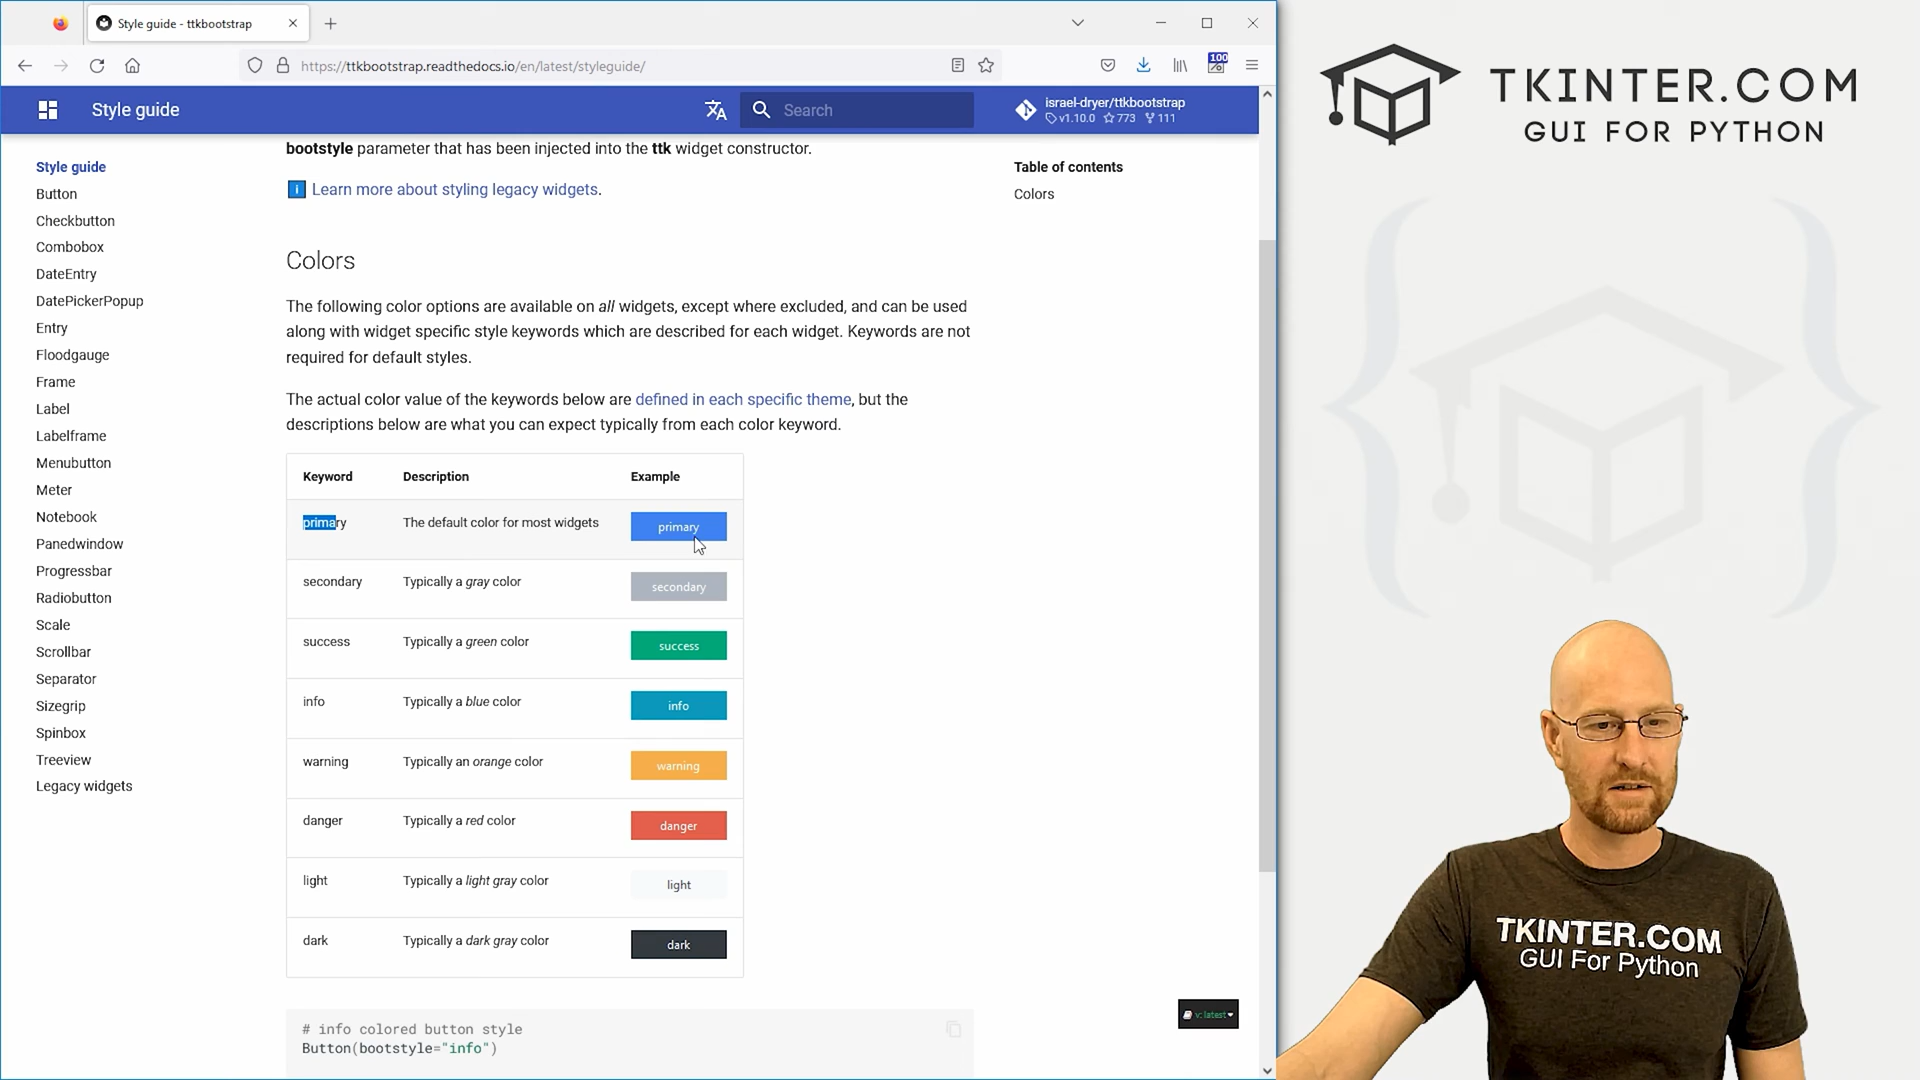 Style guide - ttkbootstrap
https://ttkbootstrap.readthedocs.io/en/latest/styleguide/
100
Style guide
Search
israel-dryer/ttkbootstrap
v1.10.0 773 111
Style guide
Button
Checkbutton
Combobox
DateEntry
DatePickerPopup
Entry
Floodgauge
Frame
Label
Labelframe
Menubutton
Meter
Notebook
Panedwindow
Progressbar
Radiobutton
Scale
Scrollbar
Separator
Sizegrip
Spinbox
Treeview
Legacy widgets
bootstyle parameter that has been injected into the ttk widget constructor.
i Learn more about styling legacy widgets.
Colors
The following color options are available on all widgets, except where excluded, and can be used
along with widget specific style keywords which are described for each widget. Keywords are not
required for default styles.
The actual color value of the keywords below are defined in each specific theme, but the
descriptions below are what you can expect typically from each color keyword.
Keyword Description Example
primary The default color for most widgets primary
secondary Typically a gray color secondary
success Typically a green color success
info Typically a blue color info
warning Typically an orange color warning
danger Typically a red color danger
light Typically a light gray color light
dark Typically a dark gray color dark
# info colored button style
Button(bootstyle="info")
Table of contents
Colors
v: latest
TKINTER.COM
GUI FOR PYTHON
TKINTER.COM
GUI For Python